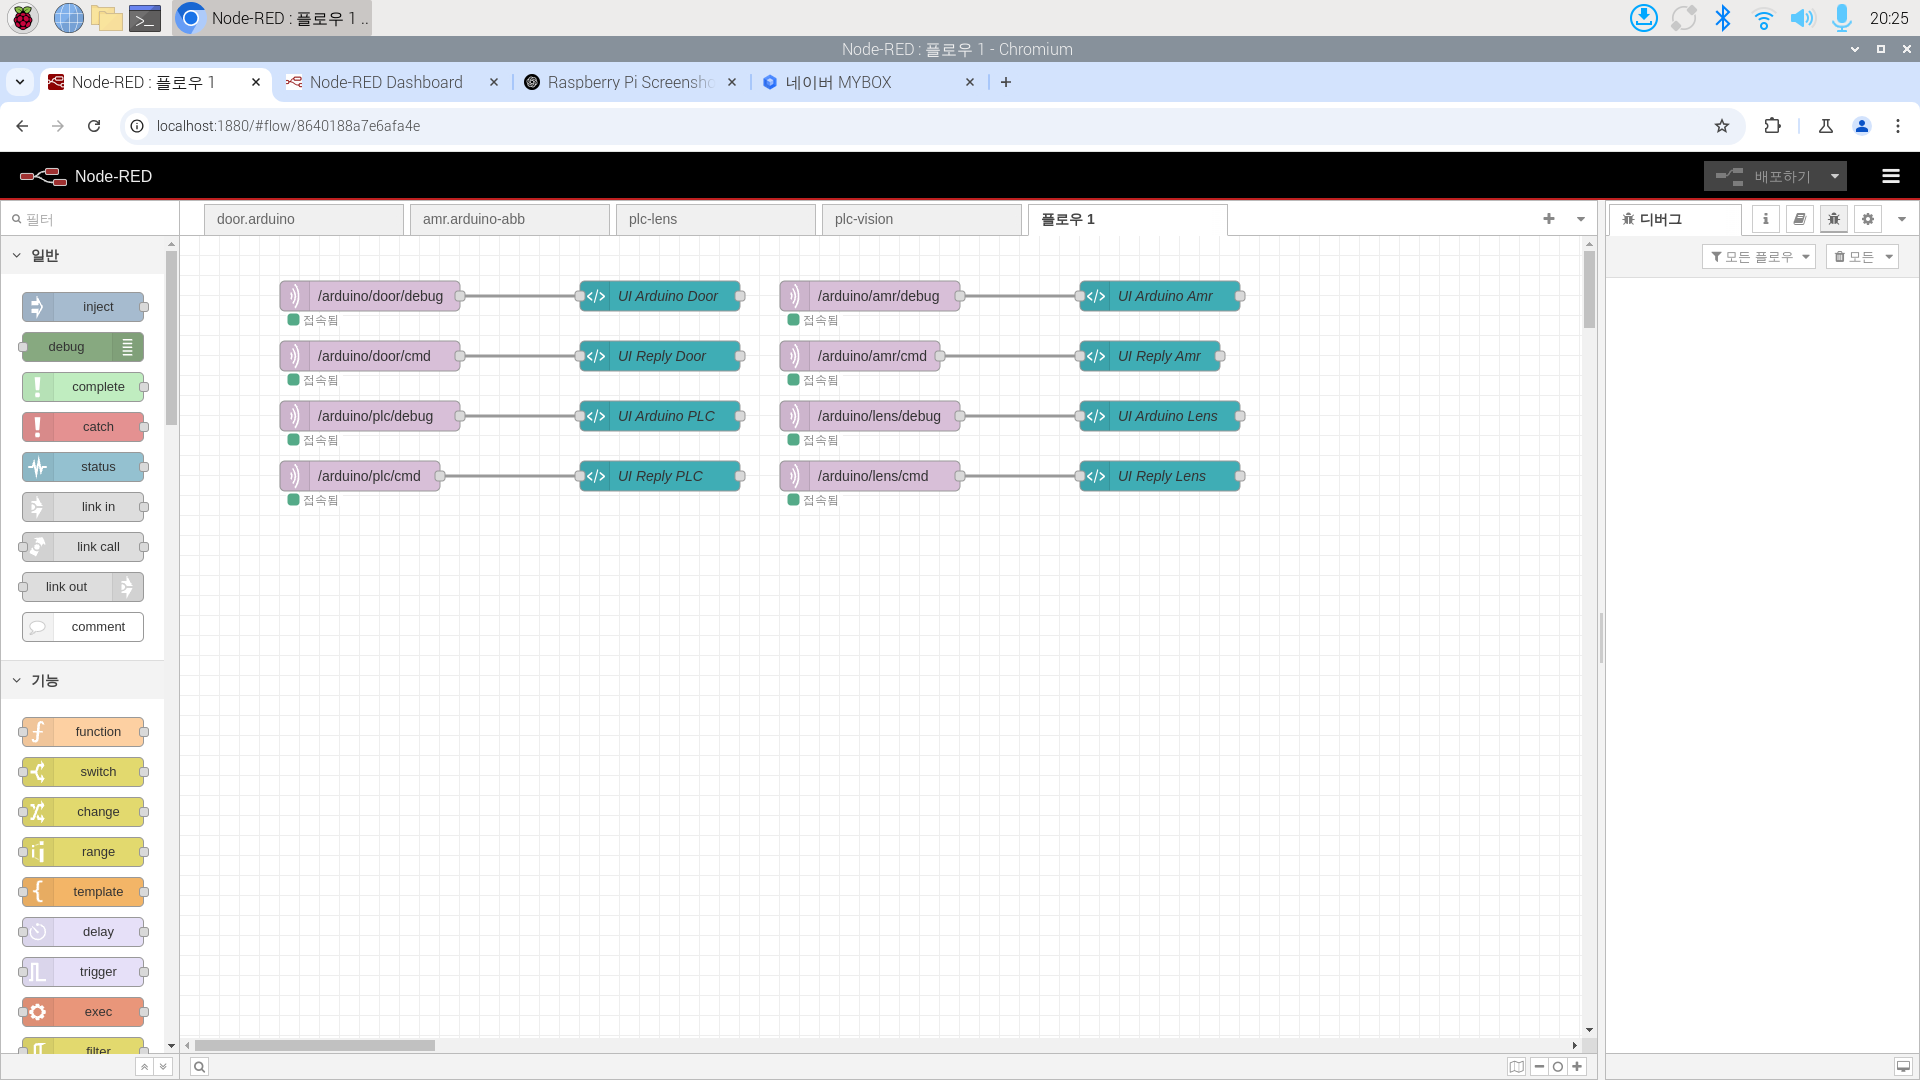 Node-RED : 플로우 1 ..
20:25
Node-RED : 플로우 1 - Chromium
Node-RED : 플로우 1
Node-RED Dashboard
Raspberry Pi Screensho
네이버 MYBOX
localhost:1880/#flow/8640188a7e6afa4e
Node-RED
배포하기
필터
door.arduino
amr.arduino-abb
plc-lens
plc-vision
플로우 1
디버그
모든 플로우
모든
일반
inject
debug
complete
catch
status
link in
link call
link out
comment
기능
function
switch
change
range
template
delay
trigger
exec
filter
/arduino/door/debug
UI Arduino Door
/arduino/amr/debug
UI Arduino Amr
접속됨
접속됨
/arduino/door/cmd
UI Reply Door
/arduino/amr/cmd
UI Reply Amr
접속됨
접속됨
/arduino/plc/debug
UI Arduino PLC
/arduino/lens/debug
UI Arduino Lens
접속됨
접속됨
/arduino/plc/cmd
UI Reply PLC
/arduino/lens/cmd
UI Reply Lens
접속됨
접속됨